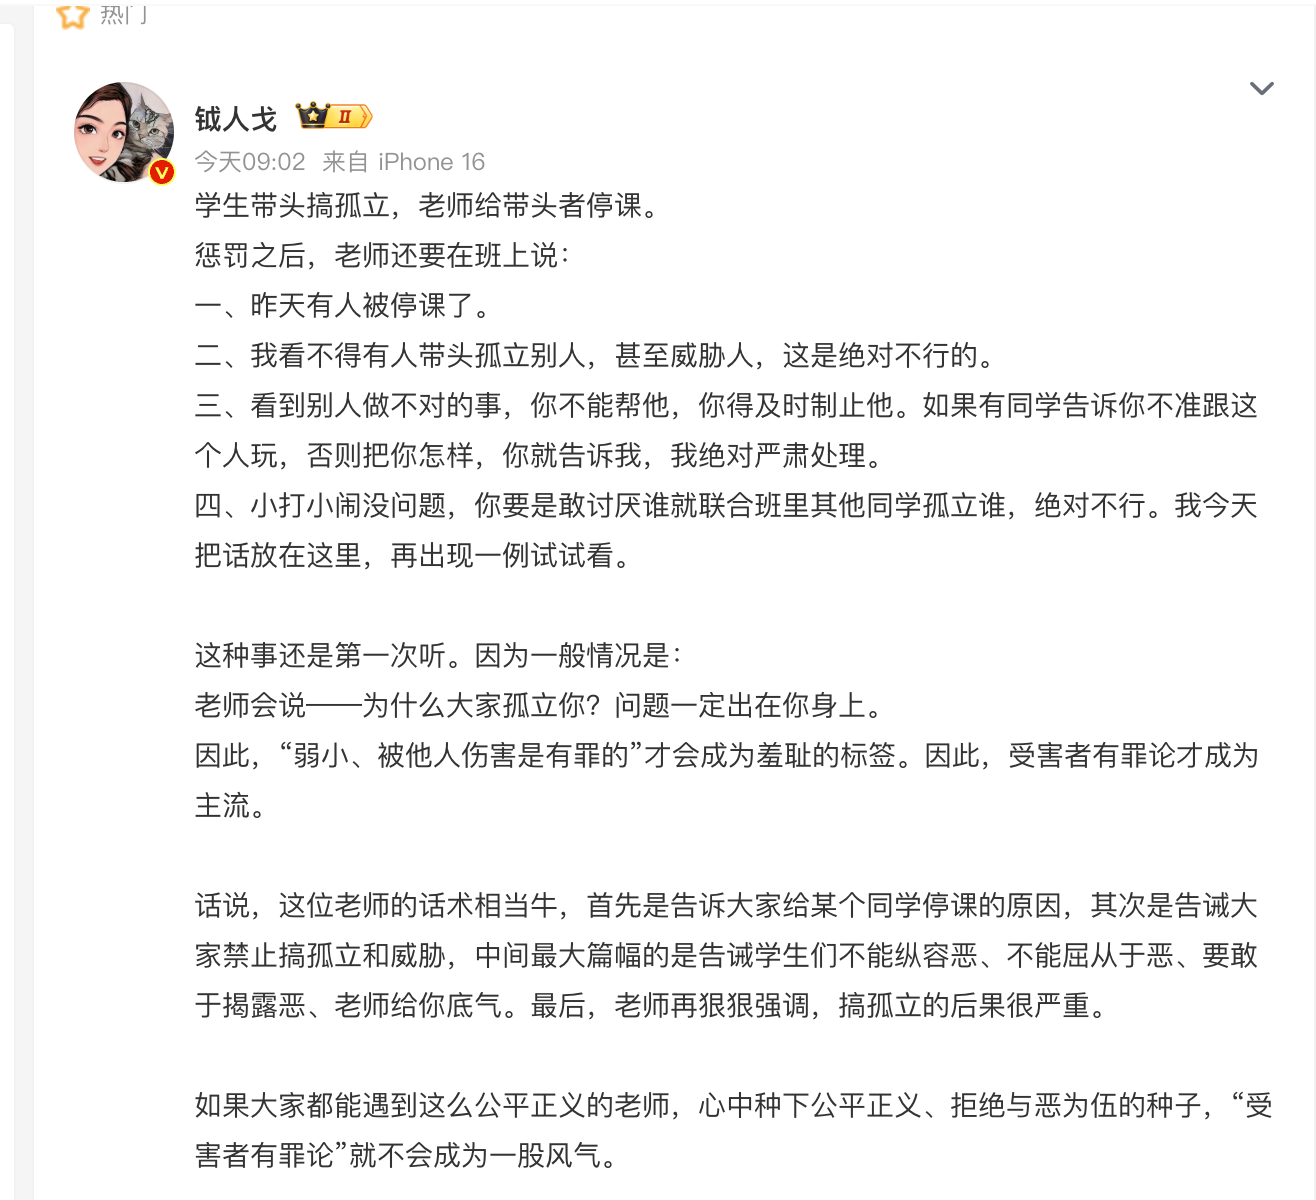 热门
钺人戈 II
今天09:02 来自 iPhone 16
学生带头搞孤立，老师给带头者停课。
惩罚之后，老师还要在班上说：
一、昨天有人被停课了。
二、我看不得有人带头孤立别人，甚至威胁人，这是绝对不行的。
三、看到别人做不对的事，你不能帮他，你得及时制止他。如果有同学告诉你不准跟这
个人玩，否则把你怎样，你就告诉我，我绝对严肃处理。
四、小打小闹没问题，你要是敢讨厌谁就联合班里其他同学孤立谁，绝对不行。我今天
把话放在这里，再出现一例试试看。
这种事还是第一次听。因为一般情况是：
老师会说——为什么大家孤立你？问题一定出在你身上。
因此，“弱小、被他人伤害是有罪的”才会成为羞耻的标签。因此，受害者有罪论才成为
主流。
话说，这位老师的话术相当牛，首先是告诉大家给某个同学停课的原因，其次是告诫大
家禁止搞孤立和威胁，中间最大篇幅的是告诫学生们不能纵容恶、不能屈从于恶、要敢
于揭露恶、老师给你底气。最后，老师再狠狠强调，搞孤立的后果很严重。
如果大家都能遇到这么公平正义的老师，心中种下公平正义、拒绝与恶为伍的种子，“受
害者有罪论”就不会成为一股风气。